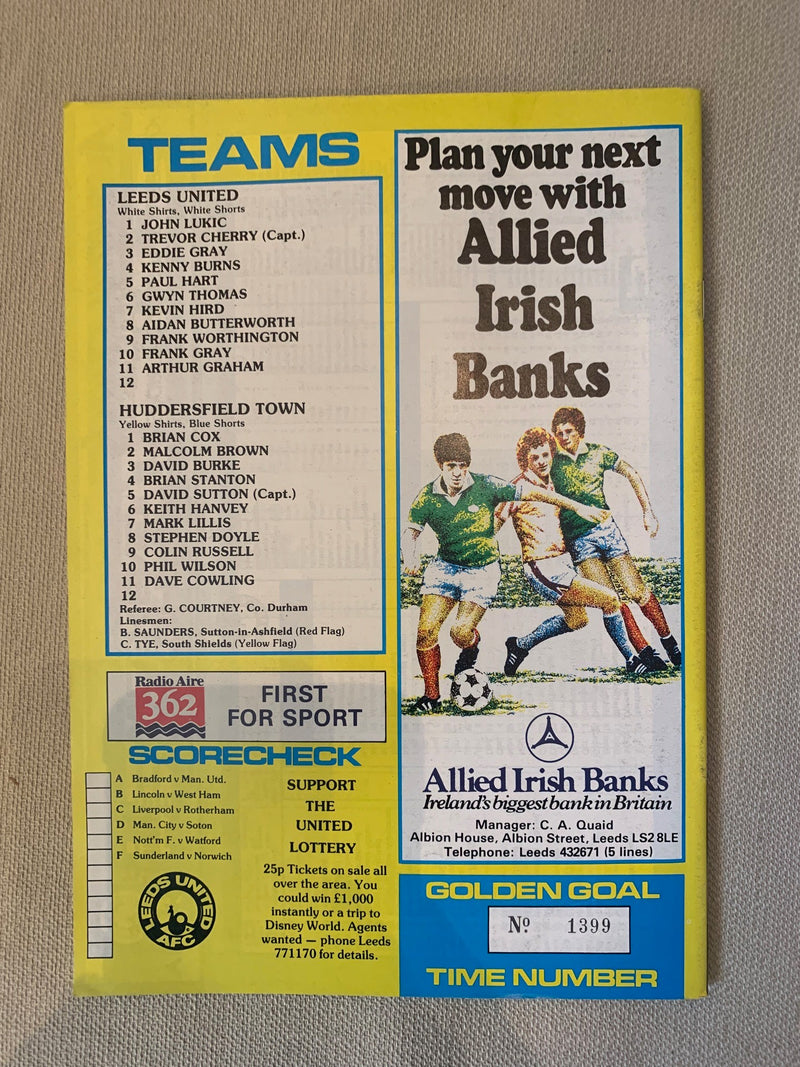 TEAMS
LEEDS UNITED
White Shirts, White Shorts
1 JOHN LUKIC
2 TREVOR CHERRY (Capt.)
3 EDDIE GRAY
4 KENNY BURNS
5 PAUL HART
6 GWYN THOMAS
7 KEVIN HIRD
8 AIDAN BUTTERWORTH
9 FRANK WORTHINGTON
10 FRANK GRAY
11 ARTHUR GRAHAM
12
HUDDERSFIELD TOWN
Yellow Shirts, Blue Shorts
1 BRIAN COX
2 MALCOLM BROWN
3 DAVID BURKE
4 BRIAN STANTON
5 DAVID SUTTON (Capt.)
6 KEITH HANVEY
7 MARK LILLIS
8 STEPHEN DOYLE
9 COLIN RUSSELL
10 PHIL WILSON
11 DAVE COWLING
12
Referee: G. COURTNEY, Co. Durham
Linesmen:
B. SAUNDERS, Sutton-in-Ashfield (Red Flag)
C. TYE, South Shields (Yellow Flag)
Radio Aire
362
FIRST
FOR SPORT
SCORECHECK
A Bradford v Man. Utd.
B Lincoln v West Ham
C Liverpool v Rotherham
D Man. City v Soton
E Nott'm F. v Watford
F Sunderland v Norwich
LEEDS UNITED
AFC
SUPPORT
THE
UNITED
LOTTERY
25p Tickets on sale all
over the area. You
could win £1,000
instantly or a trip to
Disney World. Agents
wanted — phone Leeds
771170 for details.
Plan your next
move with
Allied
Irish
Banks
A
Allied Irish Banks
Ireland's biggest bank in Britain
Manager: C. A. Quaid
Albion House, Albion Street, Leeds LS2 8LE
Telephone: Leeds 432671 (5 lines)
GOLDEN GOAL
Nº 1399
TIME NUMBER